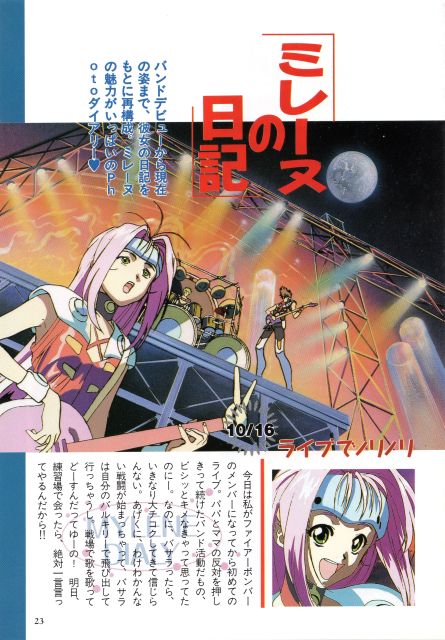 ミレーヌ
の
日記
バンドデビューから現在
の姿まで、彼女の日記を
もとに再構成。ミレーヌ
の魅力がいっぱいのPh
otoダイアリー♥
10/16
ライブでノリノリ
今日は私がファイアーボンバー
のメンバーになってから初めての
ライブ。パパとママの反対を押し
きって続けたバンド活動だもの、
ビシッとキメなきゃって思ってた
のにー。なのに、バサラったら、
いきなり大チョンボして信じら
んない。あげくに、わけわかんな
い戦闘が始まっちゃって、バサラ
は自分のバルキリーで飛び出して
行っちゃうし、戦場で歌を歌って
どーすんだってゆーの! 明日、
練習場で会ったら、絶対一言言っ
てやるんだから!!
MYLENE
DIARY
23